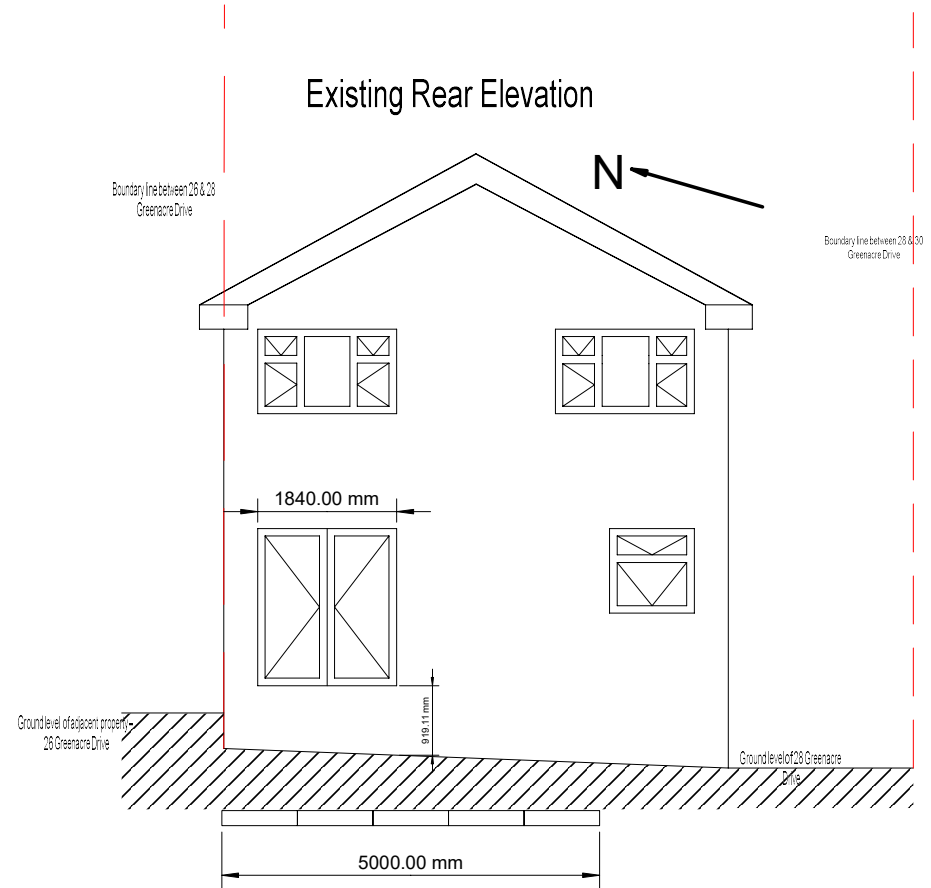 Existing Rear Elevation
N
Boundary line between 26 & 28
Greenacre Drive
Boundary line between 28 & 30
Greenacre Drive
1840.00 mm
919.11 mm
Ground level of adjacent property –
26 Greenacre Drive
Ground level of 28 Greenacre
Drive
5000.00 mm